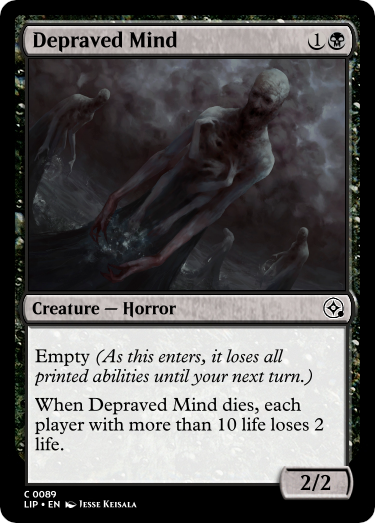 Depraved Mind 1
Creature — Horror
Empty (As this enters, it loses all
printed abilities until your next turn.)
When Depraved Mind dies, each
player with more than 10 life loses 2
life.
2/2
C 0089
LIP • EN Jesse Keisala